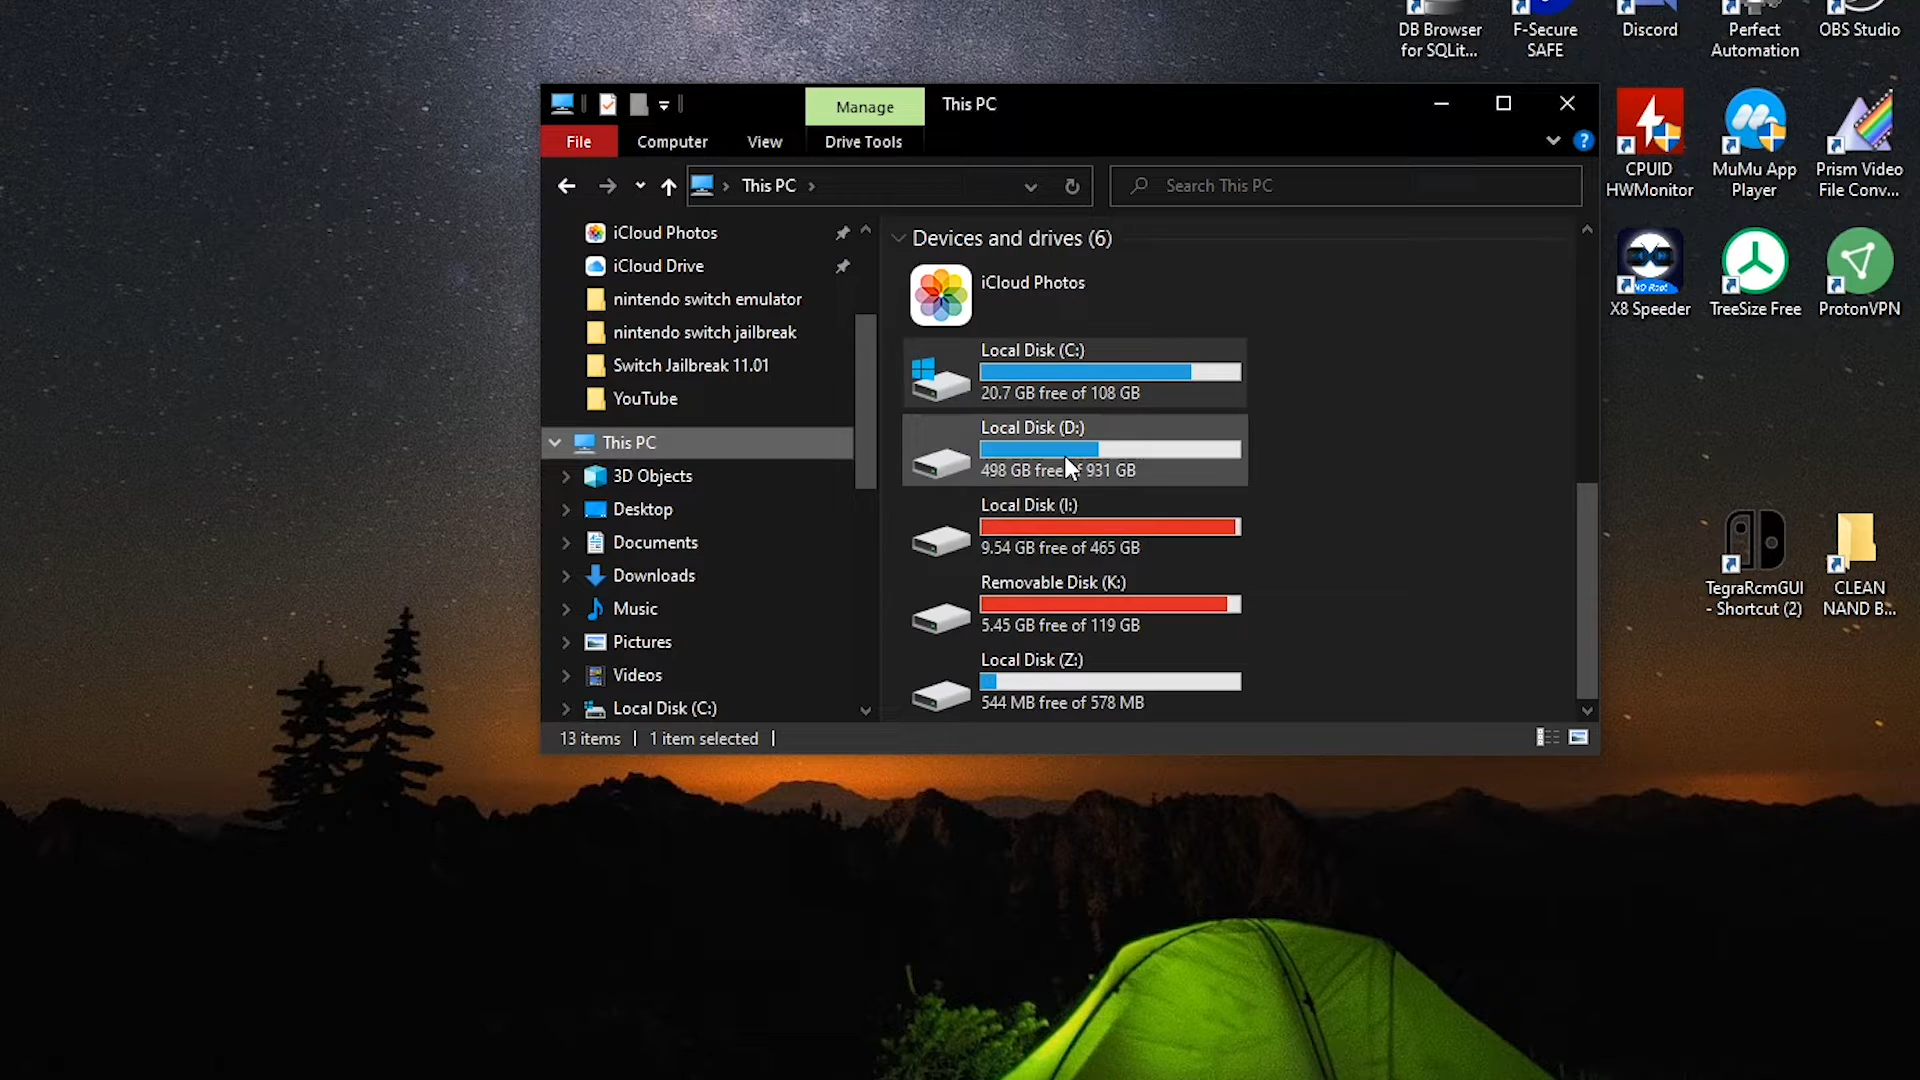 DB Browser
for SQLit...
F-Secure
SAFE
Discord
Perfect
Automation
OBS Studio
Manage
This PC
File
Computer
View
Drive Tools
?
This PC
Search This PC
CPUID
HWMonitor
MuMu App
Player
Prism Video
File Conv...
X8 Speeder
TreeSize Free
ProtonVPN
iCloud Photos
iCloud Drive
nintendo switch emulator
nintendo switch jailbreak
Switch Jailbreak 11.01
YouTube
This PC
3D Objects
Desktop
Documents
Downloads
Music
Pictures
Videos
Local Disk (C:)
Devices and drives (6)
iCloud Photos
Local Disk (C:)
20.7 GB free of 108 GB
Local Disk (D:)
498 GB free of 931 GB
Local Disk (I:)
9.54 GB free of 465 GB
Removable Disk (K:)
5.45 GB free of 119 GB
Local Disk (Z:)
544 MB free of 578 MB
TegraRcmGUI
- Shortcut (2)
CLEAN
NAND B...
13 items
1 item selected